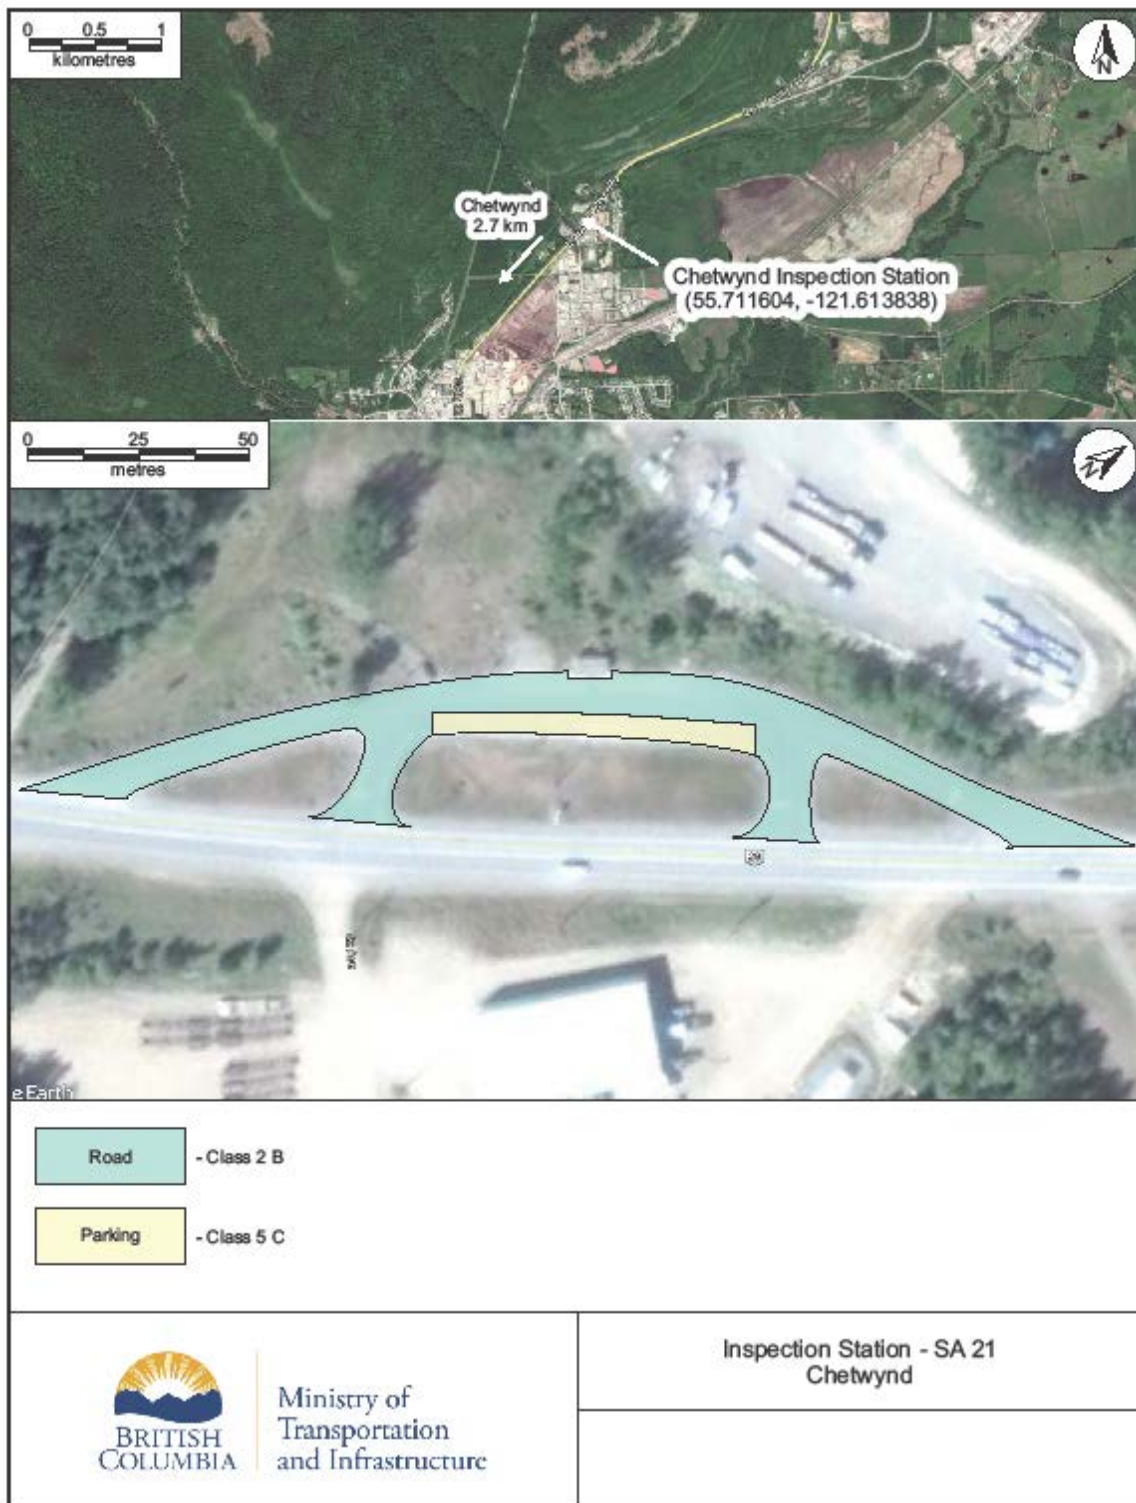 0 0.5 1
kilometres
N
Chetwynd
2.7 km
Chetwynd Inspection Station
(55.711604, -121.613838)
0 25 50
metres
N
29
e Earth
Road
- Class 2 B
Parking
- Class 5 C
BRITISH
COLUMBIA
Ministry of
Transportation
and Infrastructure
Inspection Station - SA 21
Chetwynd